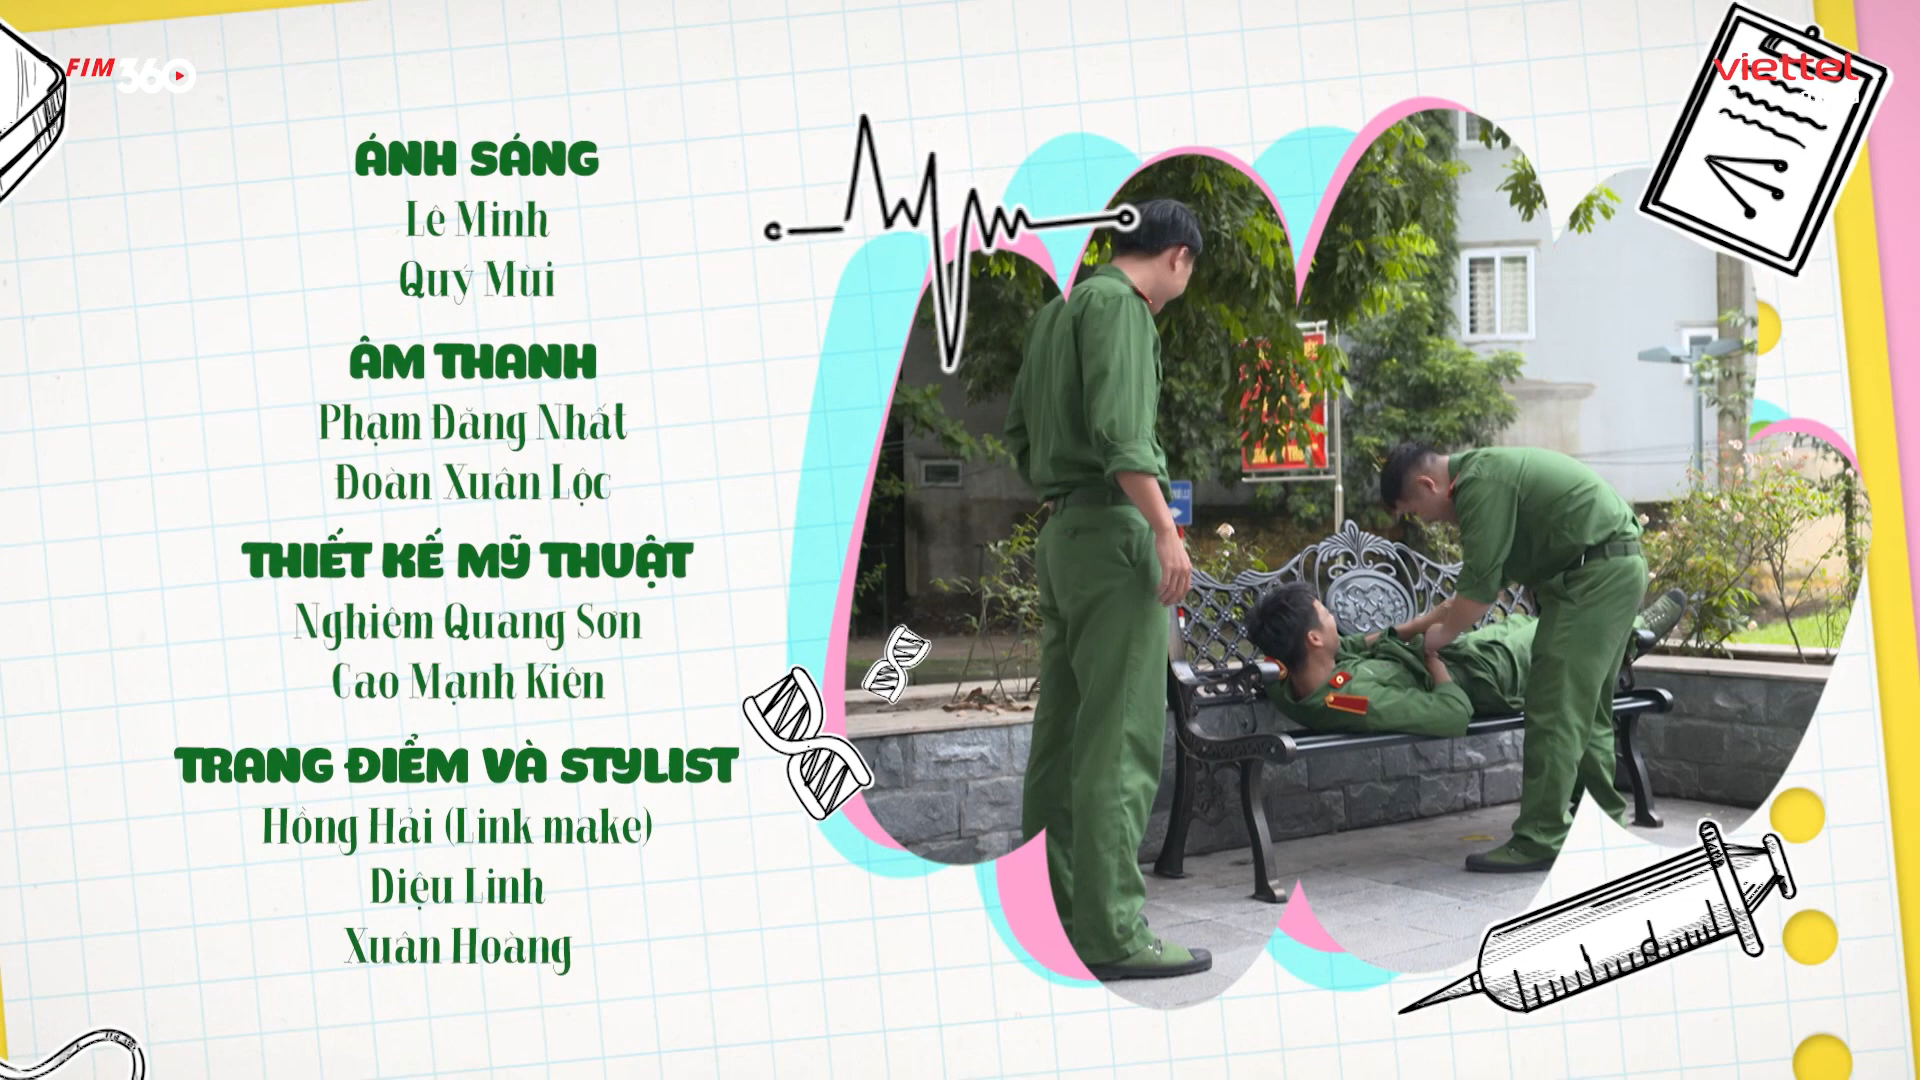 FIM360
viettel
ÁNH SÁNG
Lê Minh
Quý Mùi
ÂM THANH
Phạm Đăng Nhất
Đoàn Xuân Lộc
THIẾT KẾ MỸ THUẬT
Nghiêm Quang Sơn
Cao Mạnh Kiên
TRANG ĐIỂM VÀ STYLIST
Hồng Hải (Link make)
Diệu Linh
Xuân Hoàng